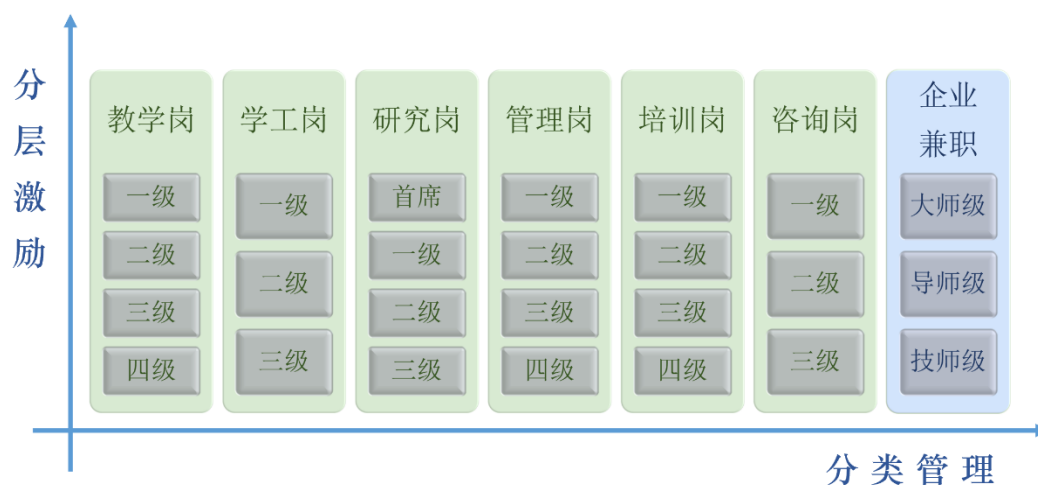 分层激励
教学岗
一级
二级
三级
四级
学工岗
一级
二级
三级
研究岗
首席
一级
二级
三级
管理岗
一级
二级
三级
四级
培训岗
一级
二级
三级
四级
咨询岗
一级
二级
三级
企业
兼职
大师级
导师级
技师级
分类管理